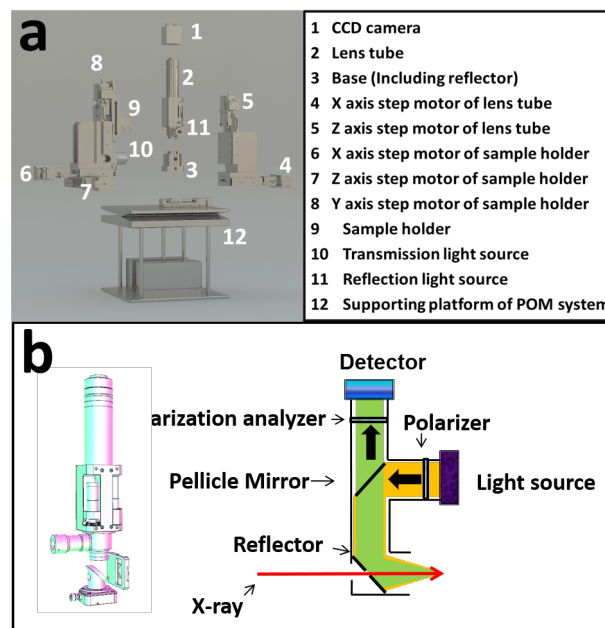 a
1 CCD camera
2 Lens tube
3 Base (Including reflector)
4 X axis step motor of lens tube
5 Z axis step motor of lens tube
6 X axis step motor of sample holder
7 Z axis step motor of sample holder
8 Y axis step motor of sample holder
9 Sample holder
10 Transmission light source
11 Reflection light source
12 Supporting platform of POM system
1
2
8
9
5
11
10
3
6
7
4
12
b
Detector
arization analyzer
Polarizer
Pellicle Mirror
Light source
Reflector
X-ray